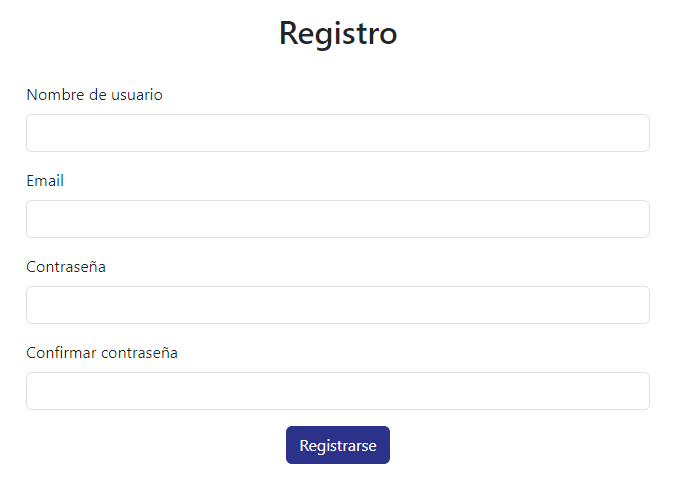 Registro
Nombre de usuario
Email
Contraseña
Confirmar contraseña
Registrarse